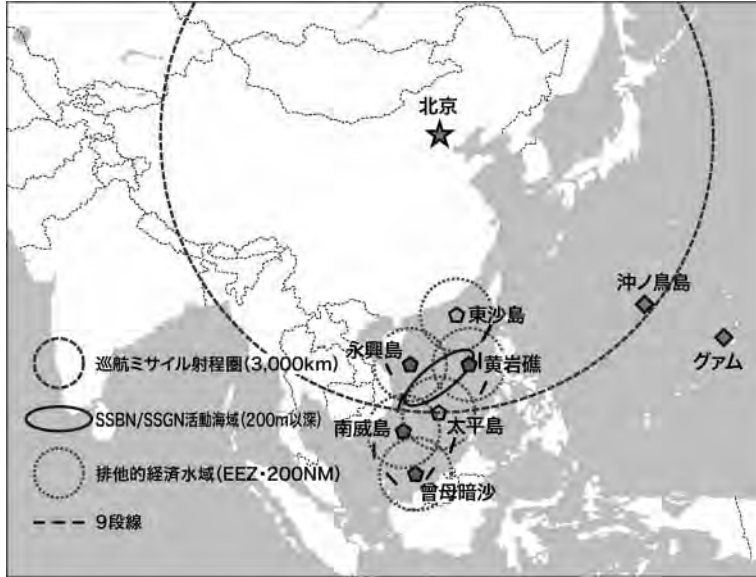 北京
沖ノ鳥島
東沙島
グァム
永興島
黄岩礁
巡航ミサイル射程圏(3,000km)
SSBN/SSGN活動海域(200m以深)
南威島
太平島
排他的経済水域(EEZ・200NM)
曾母暗沙
9段線